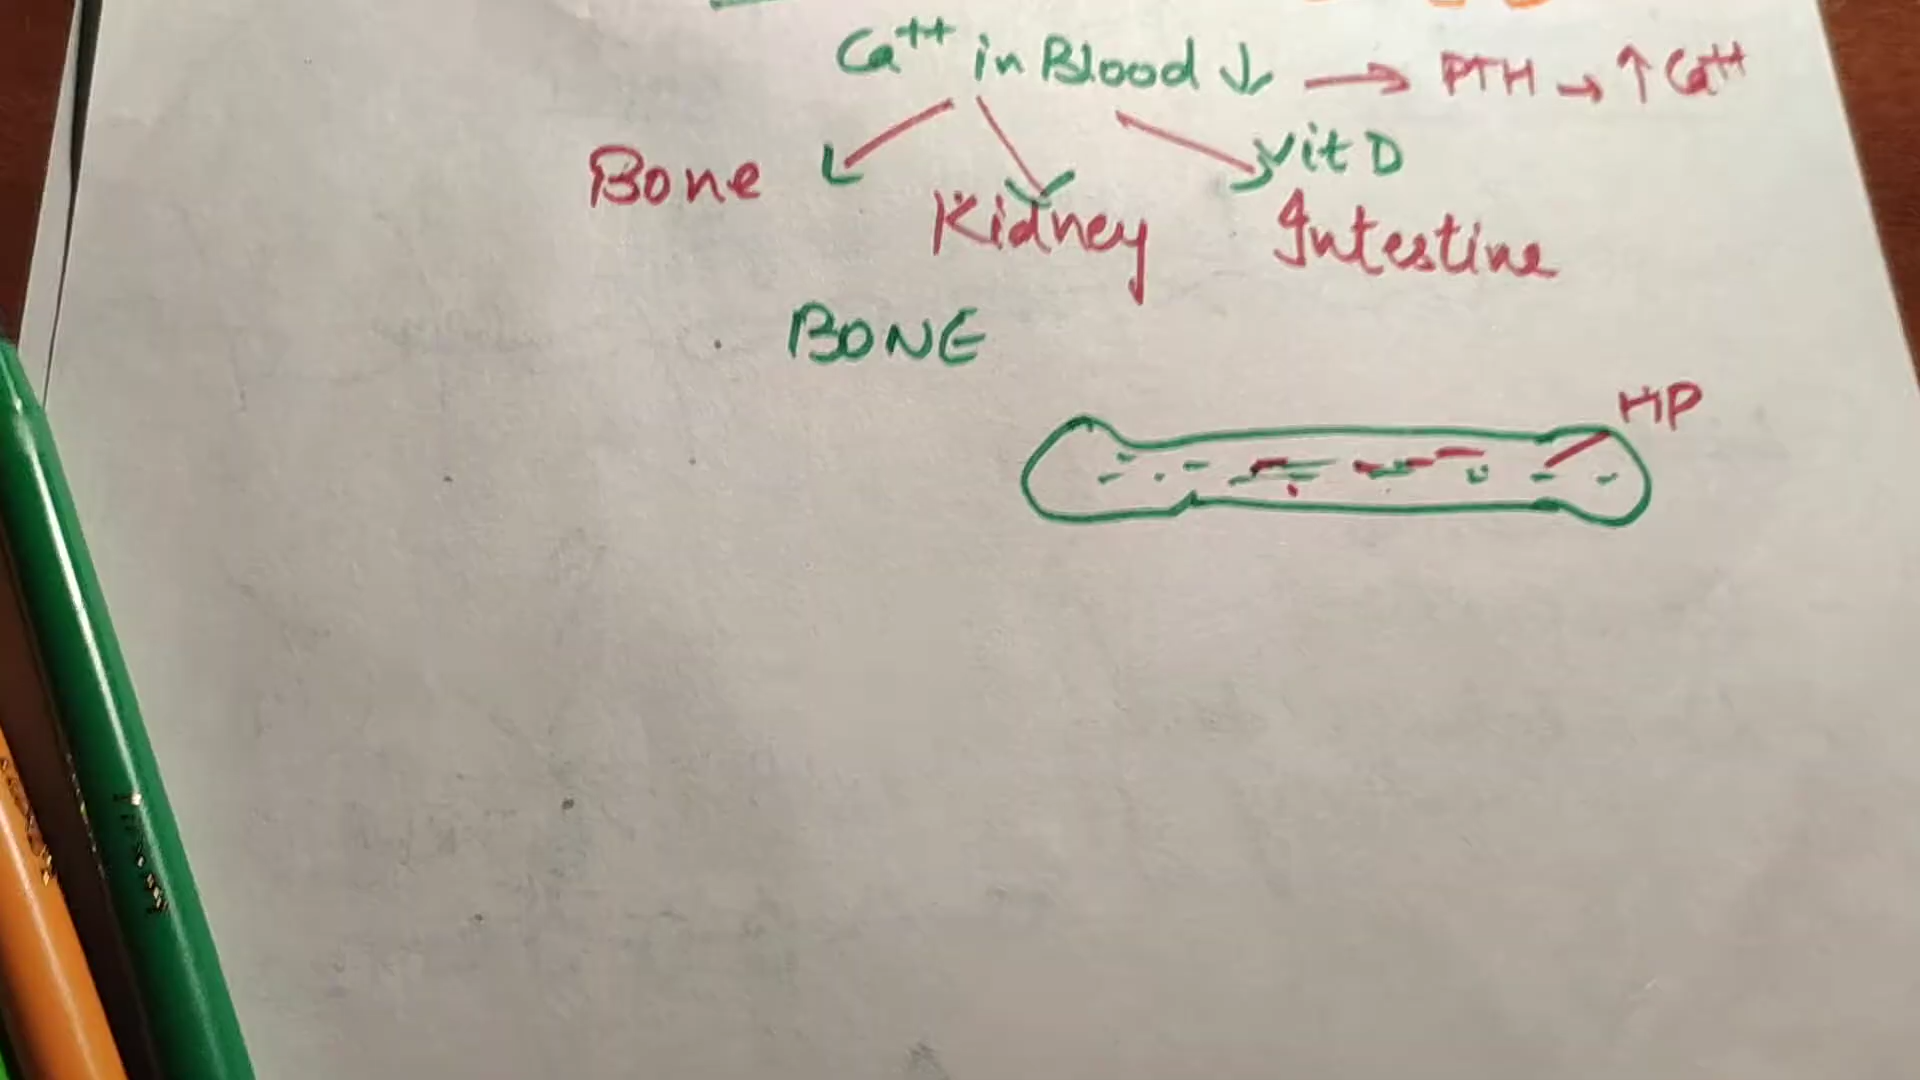 Ca++ in Blood ↓ → PTH → ↑ Ca++
Vit D
Bone Kidney Intestine
BONE
HP